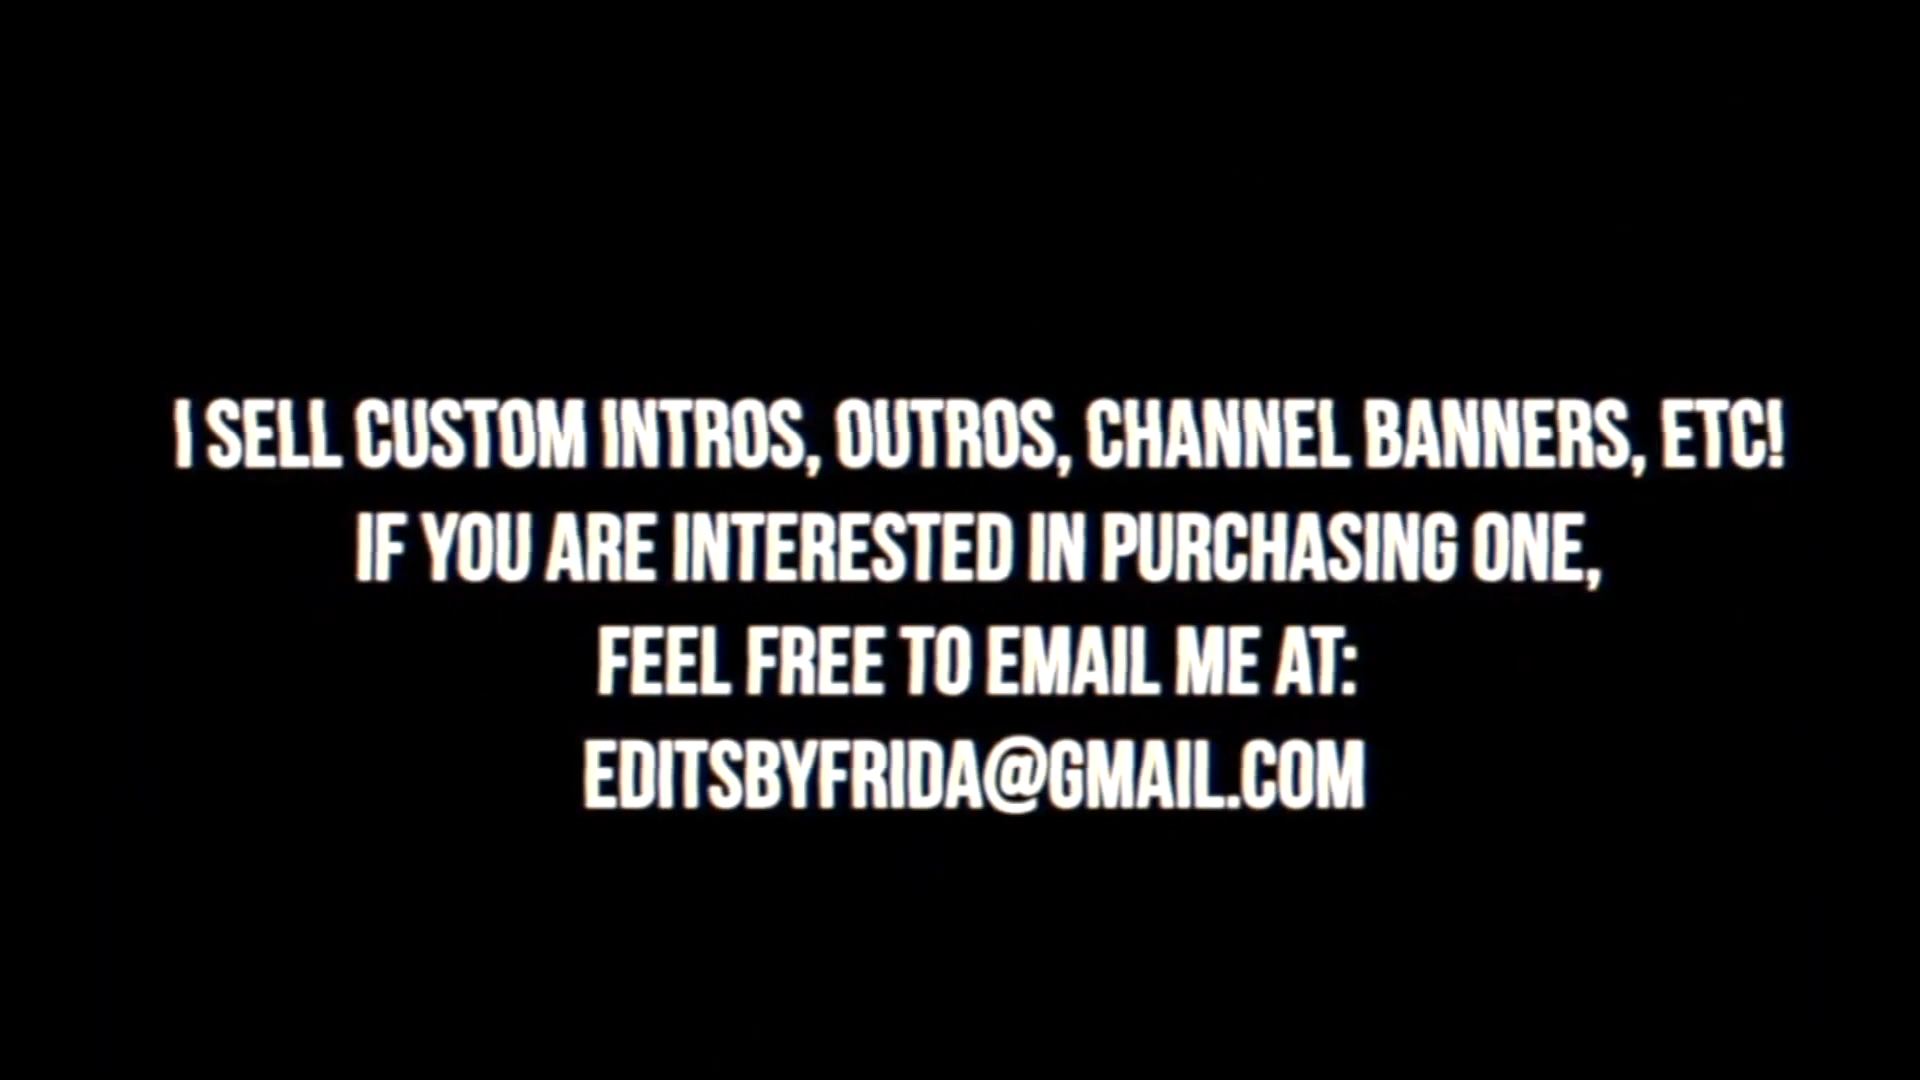 I SELL CUSTOM INTROS, OUTROS, CHANNEL BANNERS, ETC!
IF YOU ARE INTERESTED IN PURCHASING ONE,
FEEL FREE TO EMAIL ME AT:
EDITSBYFRIDA@GMAIL.COM